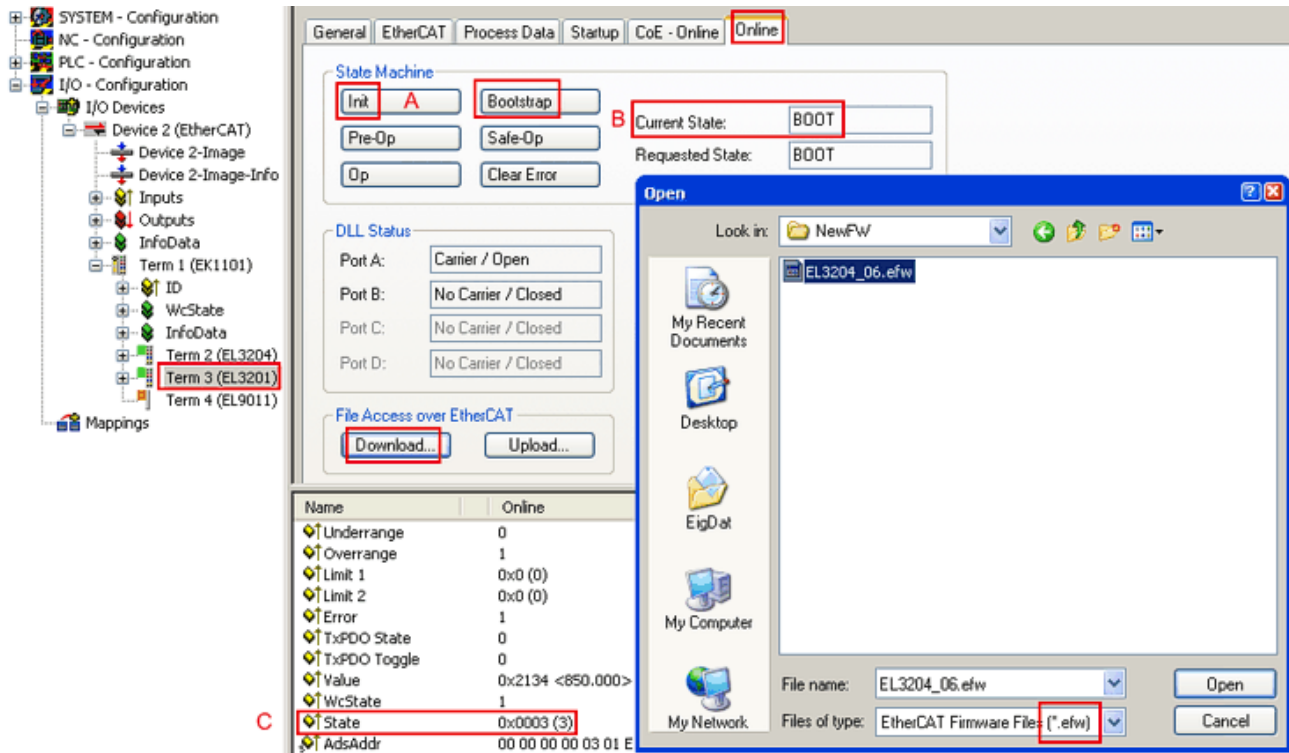 SYSTEM - Configuration
NC - Configuration
PLC - Configuration
I/O - Configuration
I/O Devices
Device 2 (EtherCAT)
Device 2-Image
Device 2-Image-Info
Inputs
Outputs
InfoData
Term 1 (EK1101)
ID
WcState
InfoData
Term 2 (EL3204)
Term 3 (EL3201)
Term 4 (EL9011)
Mappings
General EtherCAT Process Data Startup CoE - Online Online
State Machine
Init A Bootstrap
Pre-Op Safe-Op
Op Clear Error
B Current State: BOOT
Requested State: BOOT
DLL Status
Port A: Carrier / Open
Port B: No Carrier / Closed
Port C: No Carrier / Closed
Port D: No Carrier / Closed
File Access over EtherCAT
Download... Upload...
Name Online
Underrange 0
Overrange 1
Limit 1 0x0 (0)
Limit 2 0x0 (0)
Error 1
TxPDO State 0
TxPDO Toggle 0
Value 0x2134 <850.000>
WcState 1
C State 0x0003 (3)
AdsAddr 00 00 00 00 03 01 E
Open
Look in: NewFW
EL3204_06.efw
My Recent
Documents
Desktop
EigDat
My Computer
My Network
File name: EL3204_06.efw Open
Files of type: EtherCAT Firmware Files (*.efw) Cancel